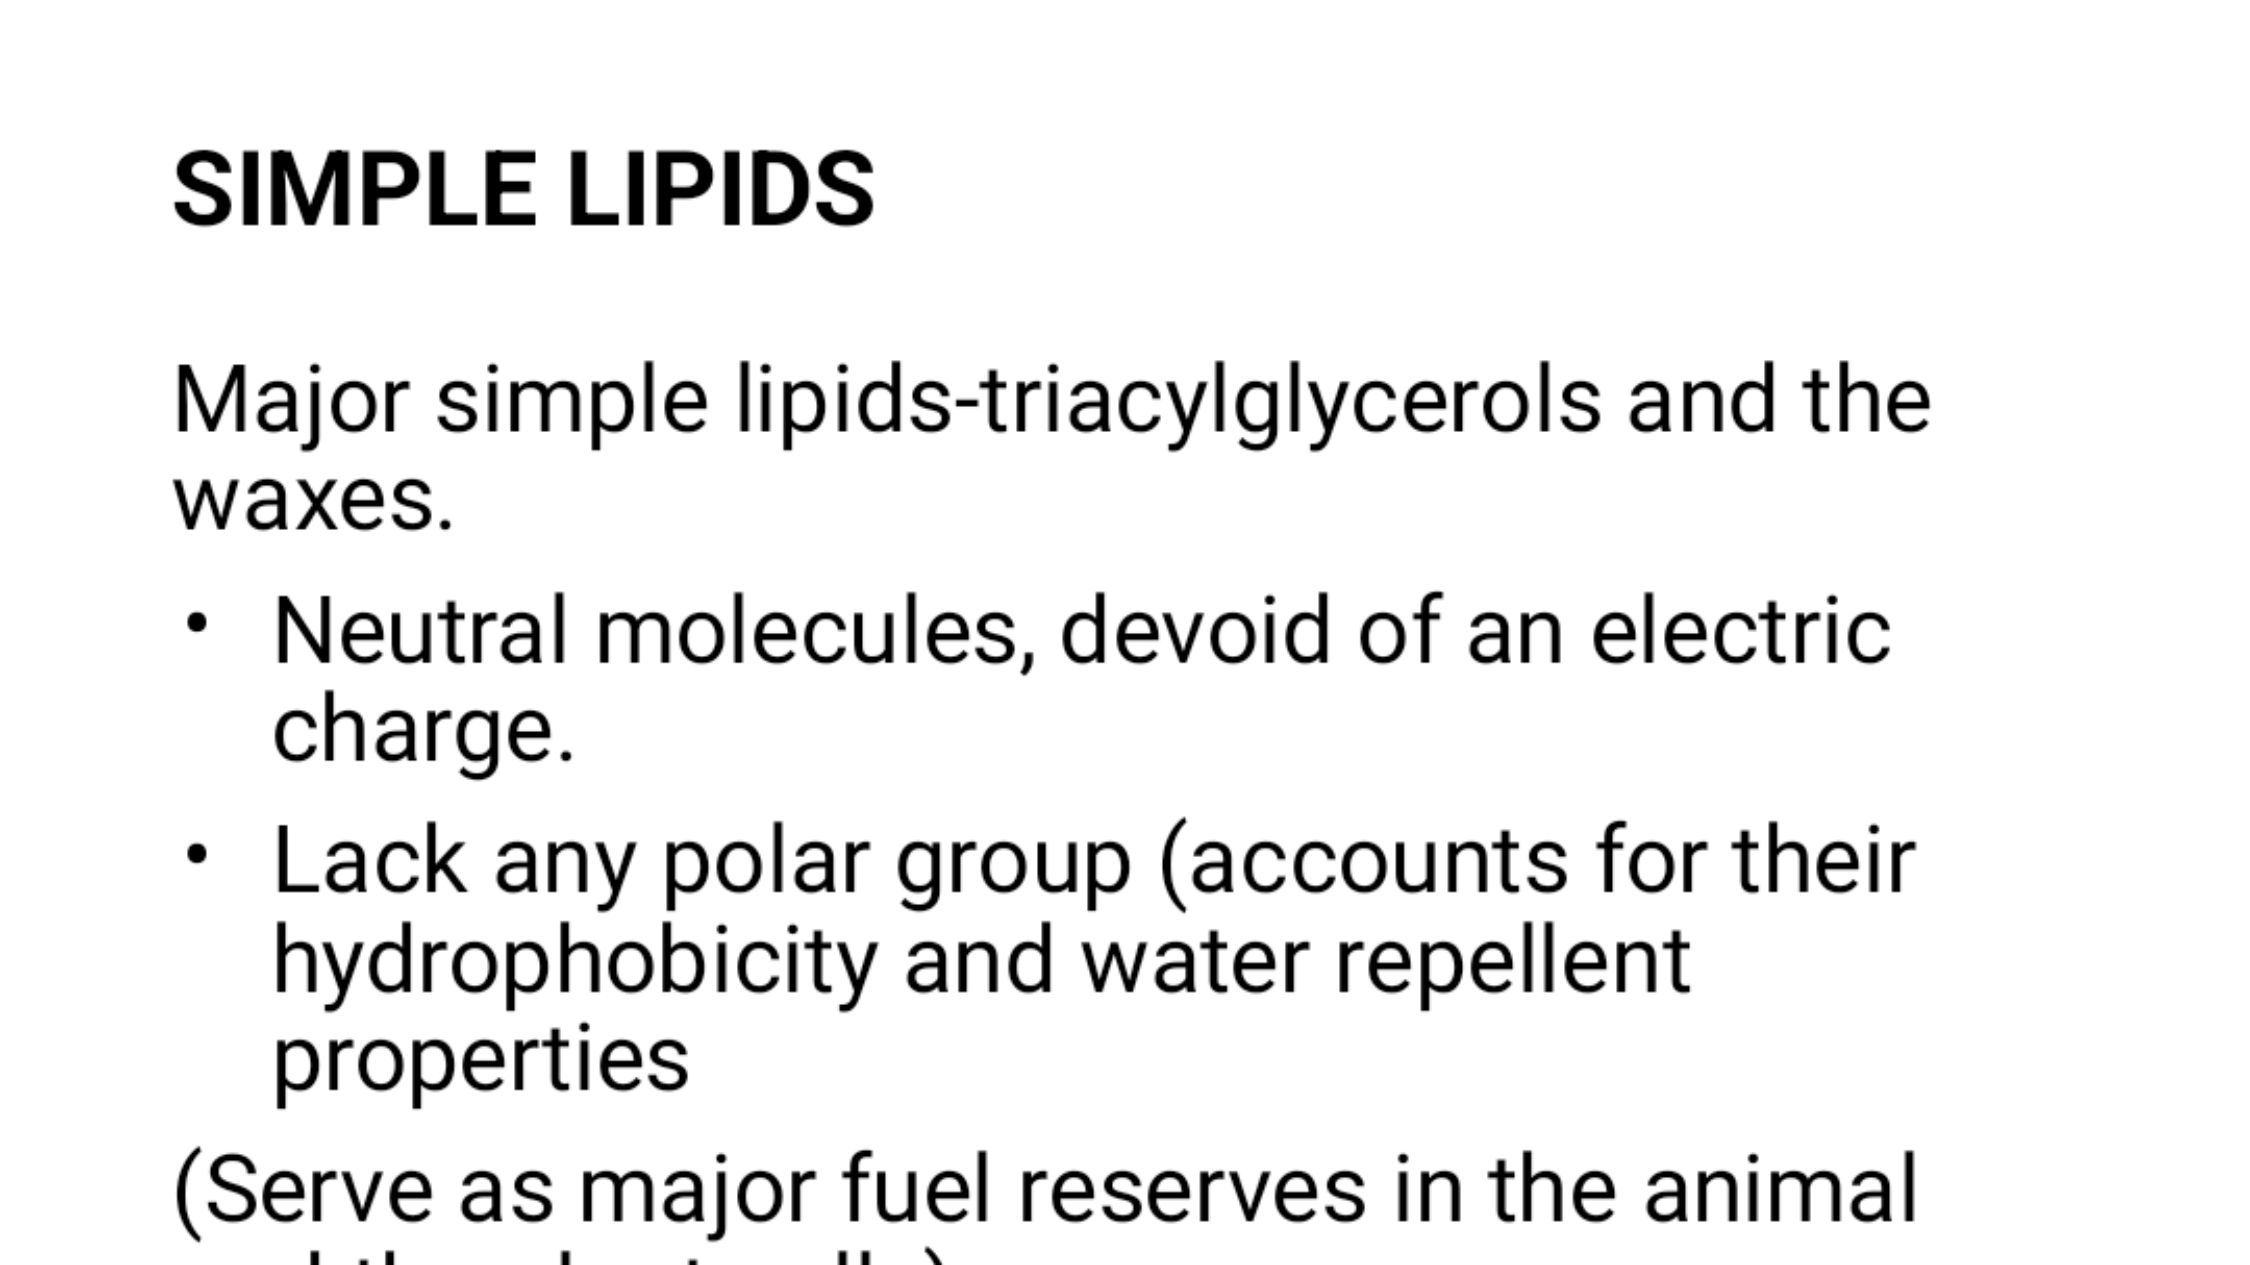 SIMPLE LIPIDS
Major simple lipids-triacylglycerols and the
waxes.
• Neutral molecules, devoid of an electric
charge.
• Lack any polar group (accounts for their
hydrophobicity and water repellent
properties
(Serve as major fuel reserves in the animal